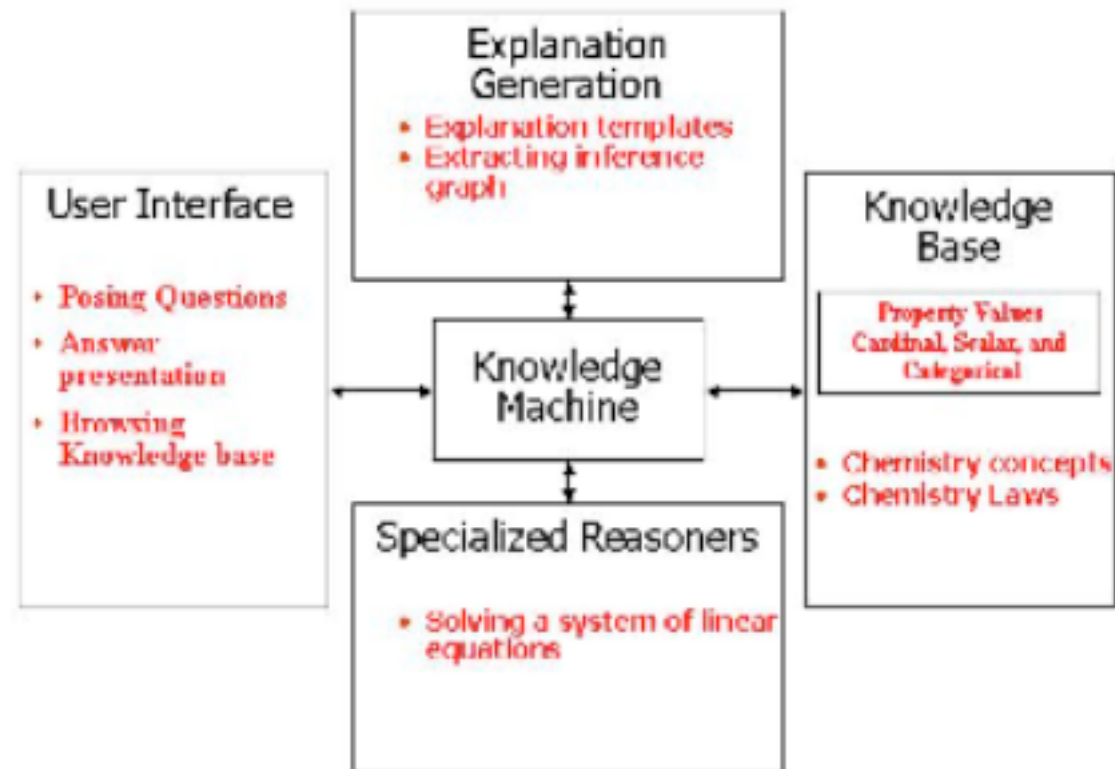 Explanation
Generation
• Explanation templates
• Extracting inference
graph
User Interface
• Posing Questions
• Answer
presentation
• Browsing
Knowledge base
Knowledge
Machine
Knowledge
Base
Property Values
Cardinal, Scalar, and
Categorical
• Chemistry concepts
• Chemistry Laws
Specialized Reasoners
• Solving a system of linear
equations